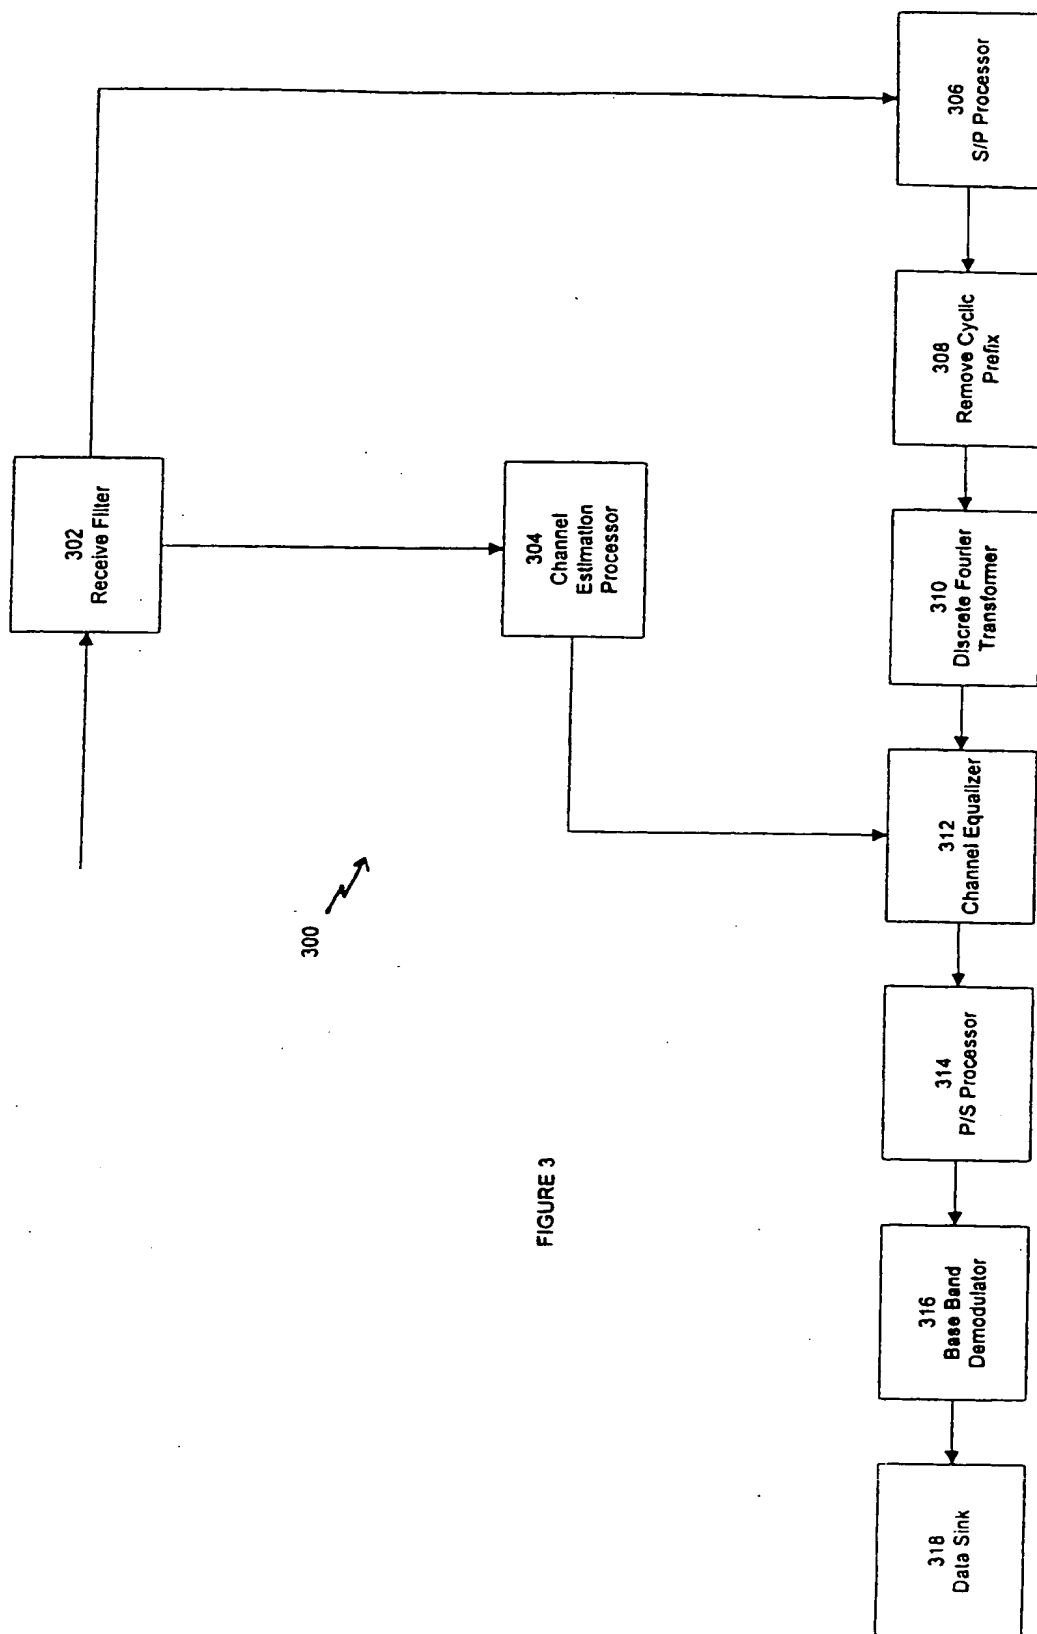 302
Receive Filter
304
Channel
Estimation
Processor
306
S/P Processor
308
Remove Cyclic
Prefix
310
Discrete Fourier
Transformer
312
Channel Equalizer
314
P/S Processor
316
Base Band
Demodulator
318
Data Sink
300
FIGURE 3